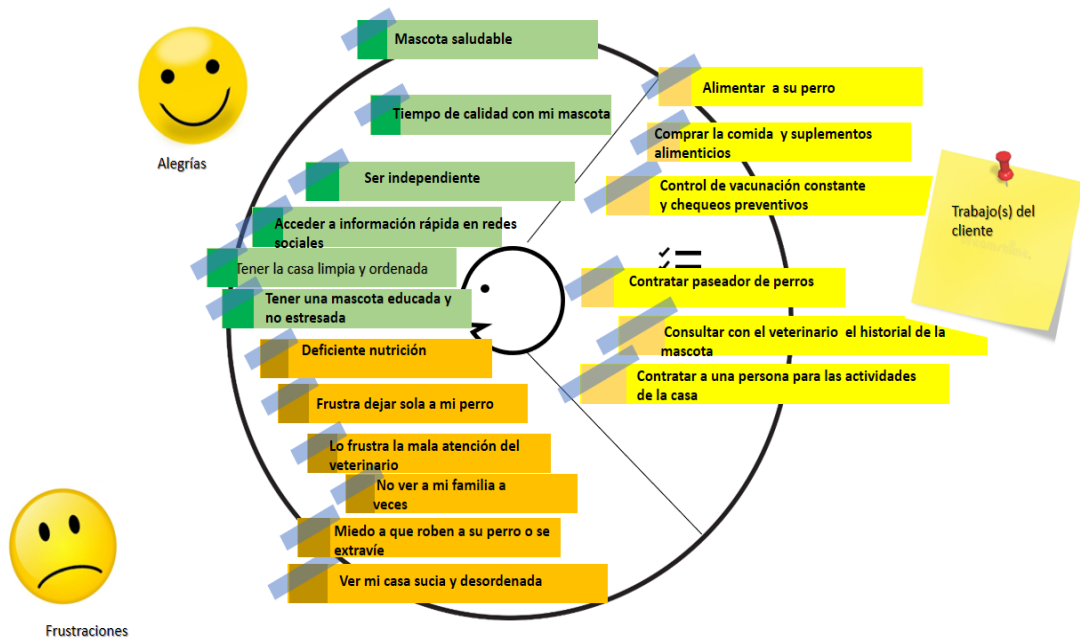 Mascota saludable
Tiempo de calidad con mi mascota
Ser independiente
Acceder a información rápida en redes
sociales
Tener la casa limpia y ordenada
Tener una mascota educada y
no estresada
Alegrías
Alimentar a su perro
Comprar la comida y suplementos
alimenticios
Control de vacunación constante
y chequeos preventivos
Contratar paseador de perros
Consultar con el veterinario el historial de la
mascota
Contratar a una persona para las actividades
de la casa
Trabajo(s) del
cliente
Deficiente nutrición
Frustra dejar sola a mi perro
Lo frustra la mala atención del
veterinario
No ver a mi familia a
veces
Miedo a que roben a su perro o se
extravíe
Ver mi casa sucia y desordenada
Frustraciones